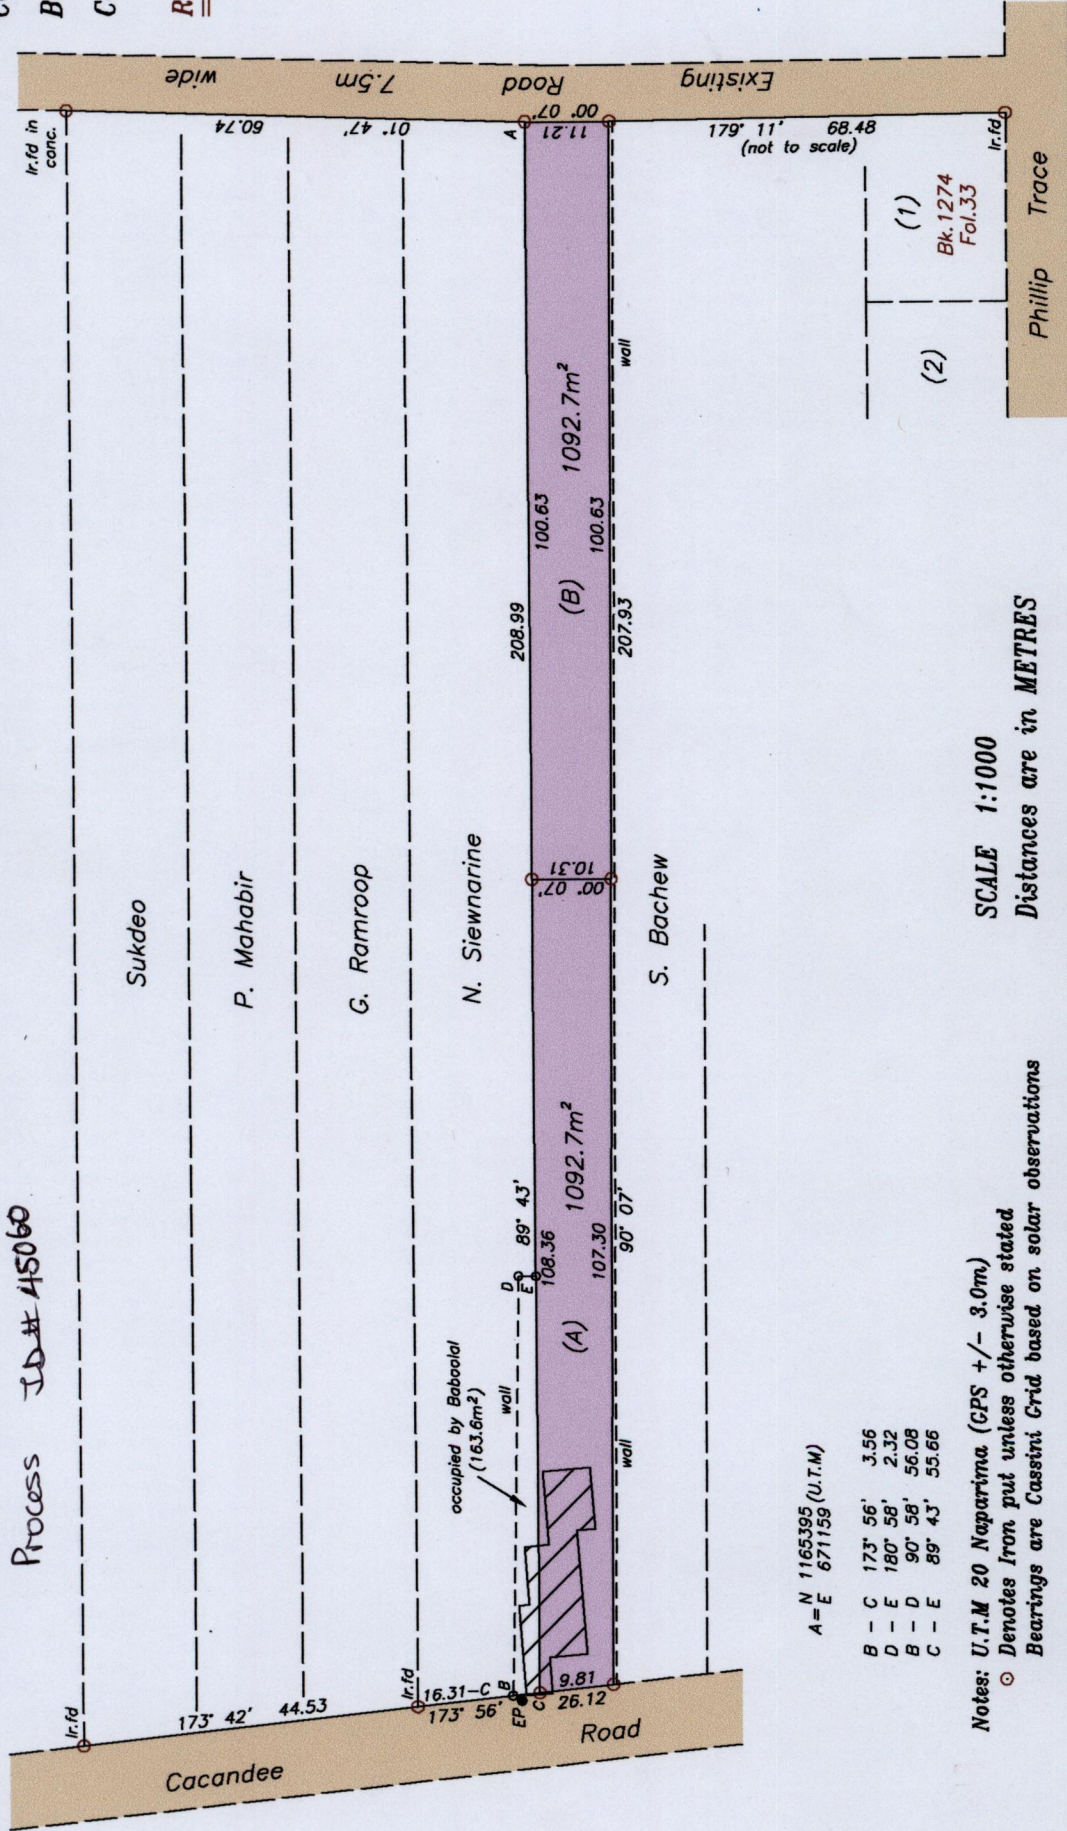 Process ID# 45060
C
B
C
R
Ir.fd in
conc.
wide
7.5m
Road
Existing
60.74
01° 47'
A
11.21
00° 07'
179° 11' 68.48
(not to scale)
Ir.fd
Phillip Trace
(1)
Bk.1274
Fol.33
(2)
Sukdeo
P. Mahabir
G. Ramroop
N. Siewnarine
S. Bachew
208.99
100.63
(B) 1092.7m²
100.63
207.93
wall
10.31
00° 07'
89° 43'
D
E
108.36
(A) 1092.7m²
107.30
90° 07'
wall
wall
occupied by Baboolal
(163.6m²)
Ir.fd
173° 42' 44.53
Ir.fd
16.31-C
173° 56'
B
EP
C
9.81
26.12
Cacandee Road
A= N 1165395
E 671159 (U.T.M)
B - C 173° 56' 3.56
D - E 180° 58' 2.32
B - D 90° 58' 56.08
C - E 89° 43' 55.66
SCALE 1:1000
Distances are in METRES
Notes: U.T.M 20 Naparima (GPS +/- 3.0m)
Denotes Iron put unless otherwise stated
Bearings are Cassini Grid based on solar observations